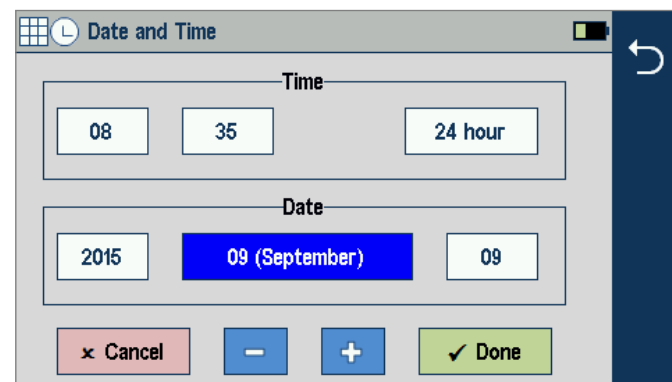 Date and Time
Time
08 35 24 hour
Date
2015 09 (September) 09
× Cancel − + ✓ Done